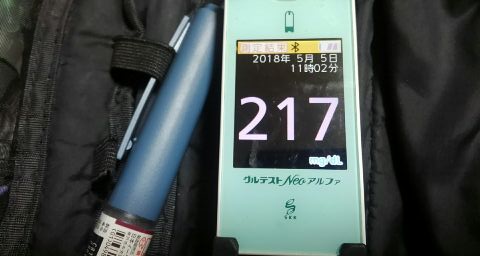 測定結果
2018年 5月 5日
11時02分
217
mg/dL
グルテストNeoアルファ
SKK